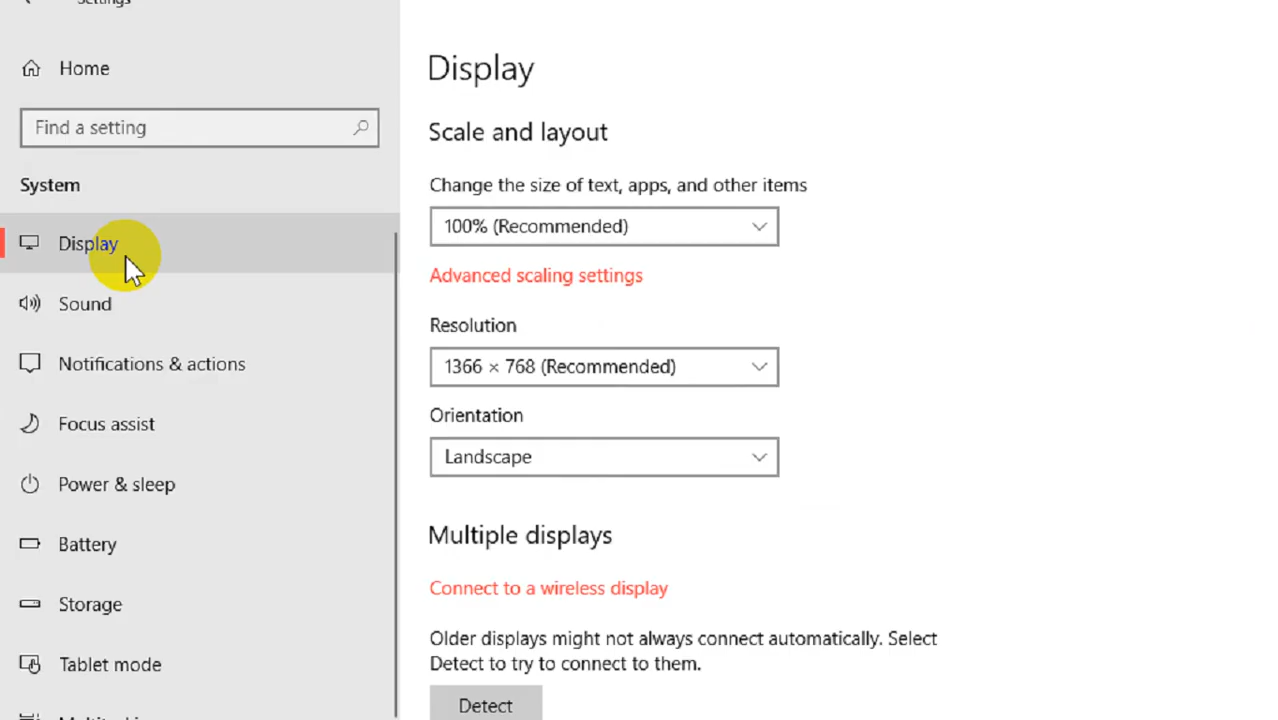 Settings
Home
Find a setting
System
Display
Sound
Notifications & actions
Focus assist
Power & sleep
Battery
Storage
Tablet mode
Display
Scale and layout
Change the size of text, apps, and other items
100% (Recommended)
Advanced scaling settings
Resolution
1366 × 768 (Recommended)
Orientation
Landscape
Multiple displays
Connect to a wireless display
Older displays might not always connect automatically. Select
Detect to try to connect to them.
Detect